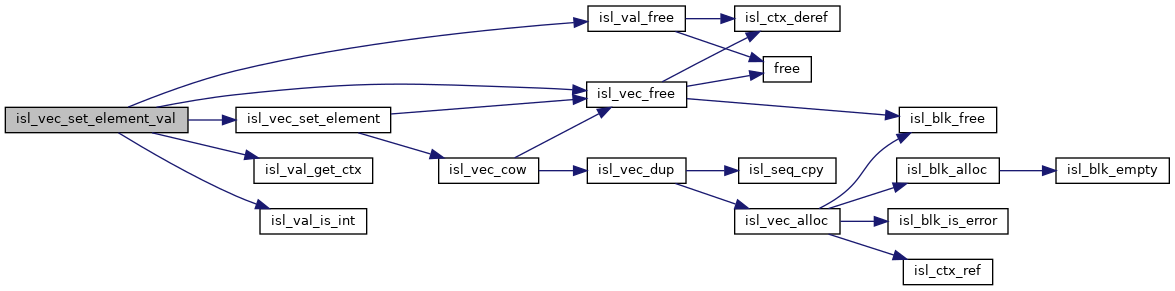 isl_val_free
isl_ctx_deref
free
isl_vec_free
isl_vec_set_element_val
isl_vec_set_element
isl_blk_free
isl_val_get_ctx
isl_vec_cow
isl_vec_dup
isl_seq_cpy
isl_blk_alloc
isl_blk_empty
isl_val_is_int
isl_vec_alloc
isl_blk_is_error
isl_ctx_ref